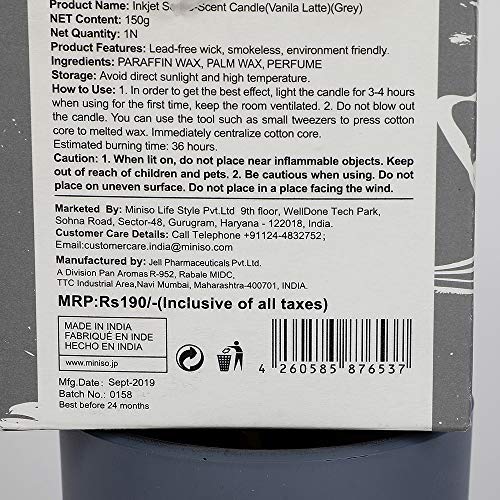 Product Name: Inkjet -Scent Candle(Vanila Latte)(Grey)
NET Content: 150g
Net Quantity: 1N
Product Features: Lead-free wick, smokeless, environment friendly.
Ingredients: PARAFFIN WAX, PALM WAX, PERFUME
Storage: Avoid direct sunlight and high temperature.
How to Use: 1. In order to get the best effect, light the candle for 3-4
hours when using for the first time, keep the room ventilated. 2. Do not blow out
the candle. You can use the tool such as small tweezers to press cotton
core to melted wax. Immediately centralize cotton core.
Estimated burning time: 36 hours.
Caution: 1. When lit on, do not place near inflammable objects. Keep
out of reach of children and pets. 2. Be cautious when using. Do not place
on uneven surface. Do not place in a place facing the wind.
Marketed By: Miniso Life Style Pvt.Ltd 9th floor, WellDone Tech Park,
Sohna Road, Sector-48, Gurugram, Haryana - 122018, India.
Customer Care Details: Call Telephone +91124-4832752;
Email:customercare.india@miniso.com
Manufactured by: Jell Pharmaceuticals Pvt.Ltd.
A Division Pan Aromas R-952, Rabale MIDC,
TTC Industrial Area,Navi Mumbai, Maharashtra-400701, INDIA.
MRP:Rs190/-(Inclusive of all taxes)
MADE IN INDIA
FABRIQUÉ EN INDE
HECHO EN INDIA
www.miniso.jp
4 260585 876537
Mfg.Date: Sept-2019
Batch No.: 0158
Best before 24 months